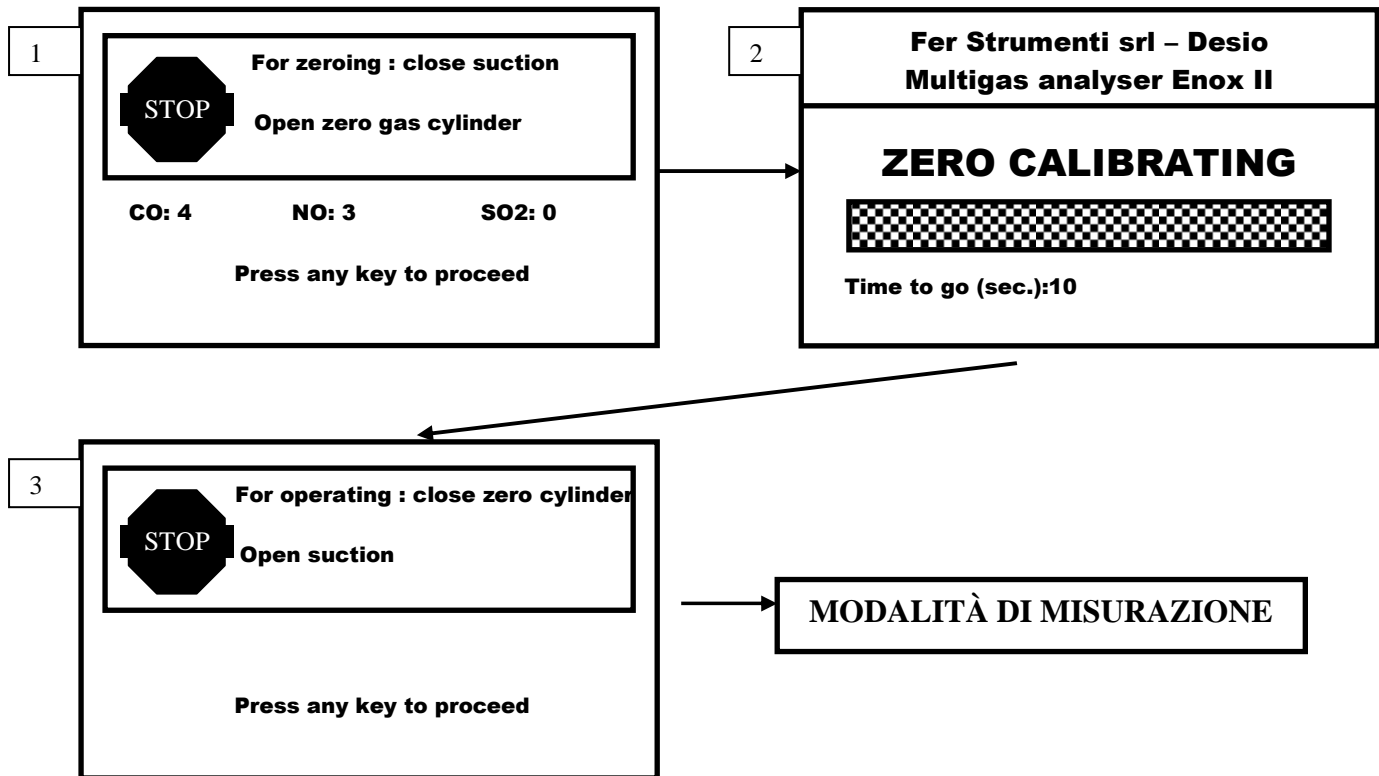 1
For zeroing : close suction
STOP
Open zero gas cylinder
CO: 4 NO: 3 SO2: 0
Press any key to proceed
2
Fer Strumenti srl – Desio
Multigas analyser Enox II
ZERO CALIBRATING
Time to go (sec.):10
3
For operating : close zero cylinder
STOP
Open suction
Press any key to proceed
MODALITÀ DI MISURAZIONE